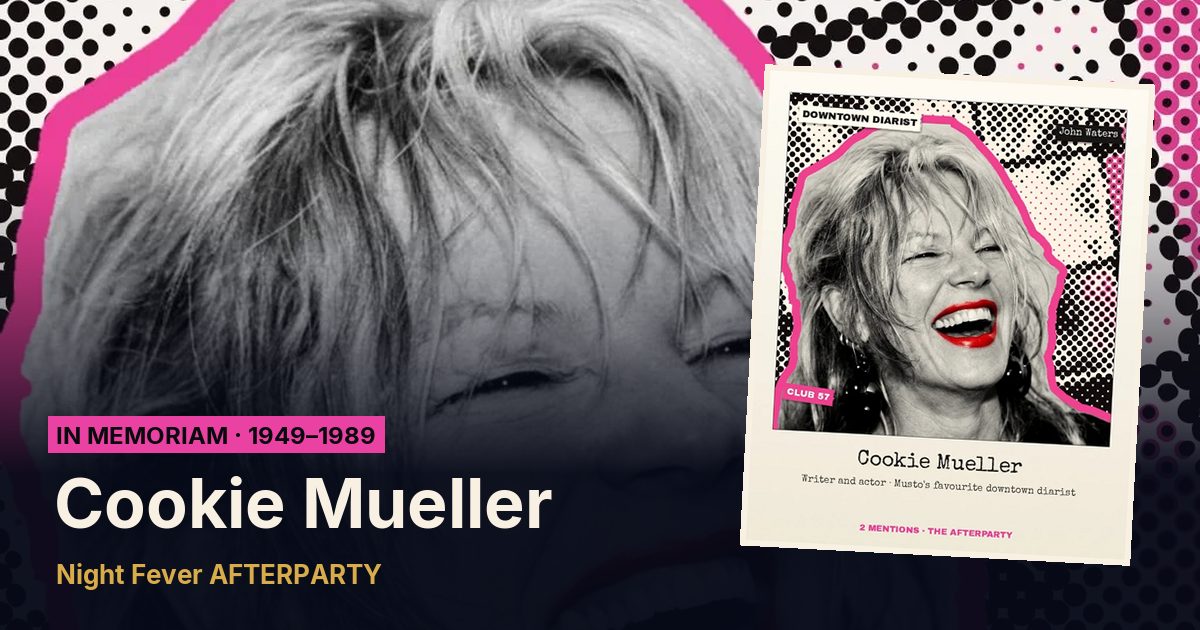 IN MEMORIAM · 1949–1989
Cookie Mueller
Night Fever AFTERPARTY
DOWNTOWN DIARIST
John Waters
CLUB 57
Cookie Mueller
Writer and actor · Musto's favourite downtown diarist
2 MENTIONS · THE AFTERPARTY